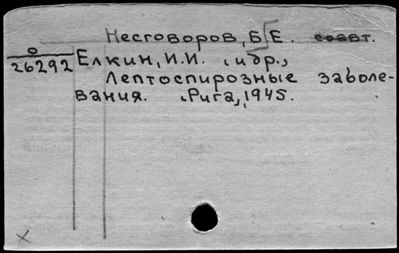 Несговоров, Б. Е. соавт.
о
26292 Елкин, И.И. и др.,
Лептоспирозные заболе-
вания. Рига, 1945.